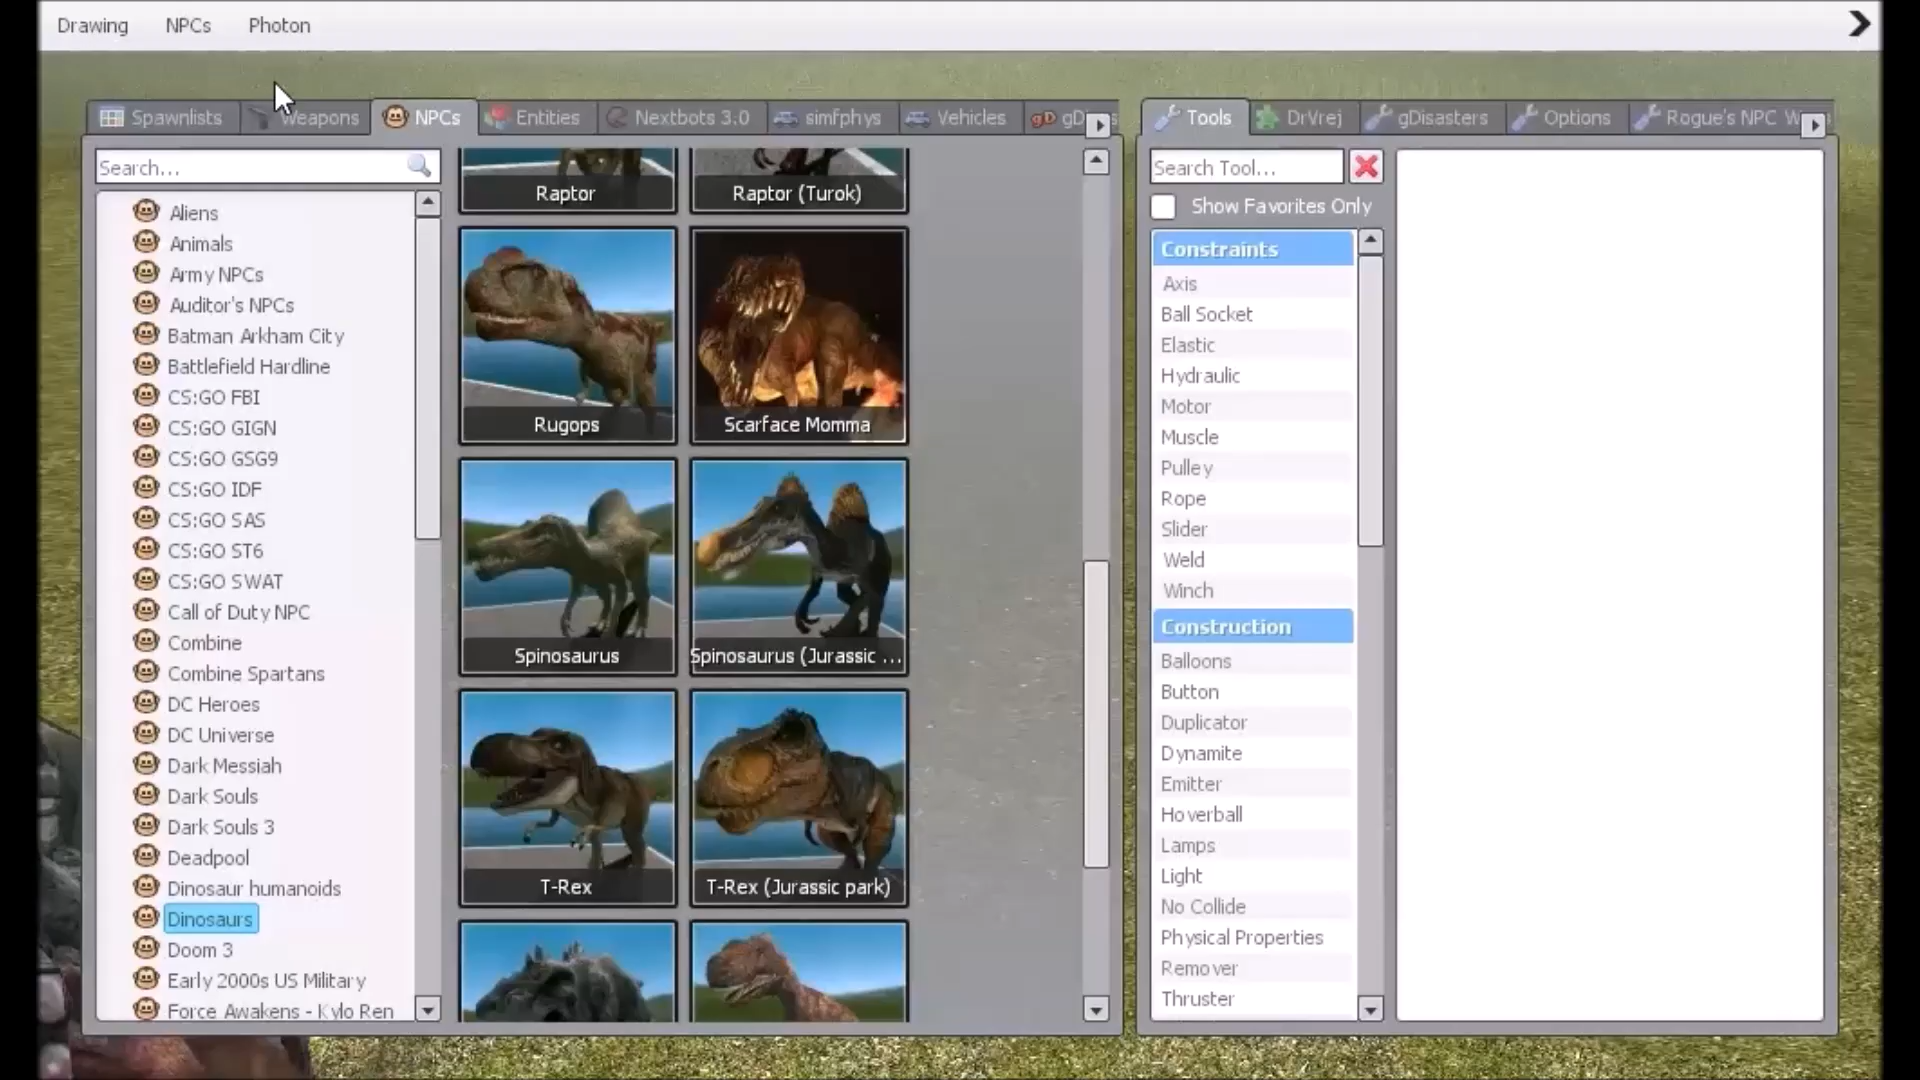 Drawing NPCs Photon
Spawnlists Weapons NPCs Entities Nextbots 3.0 simfphys Vehicles
Tools DrVrej gDisasters Options Rogue's NPC
Search...
Aliens
Animals
Army NPCs
Auditor's NPCs
Batman Arkham City
Battlefield Hardline
CS:GO FBI
CS:GO GIGN
CS:GO GSG9
CS:GO IDF
CS:GO SAS
CS:GO ST6
CS:GO SWAT
Call of Duty NPC
Combine
Combine Spartans
DC Heroes
DC Universe
Dark Messiah
Dark Souls
Dark Souls 3
Deadpool
Dinosaur humanoids
Dinosaurs
Doom 3
Early 2000s US Military
Force Awakens - Kylo Ren
Raptor
Raptor (Turok)
Rugops
Scarface Momma
Spinosaurus
Spinosaurus (Jurassic ...
T-Rex
T-Rex (Jurassic park)
Search Tool...
Show Favorites Only
Constraints
Axis
Ball Socket
Elastic
Hydraulic
Motor
Muscle
Pulley
Rope
Slider
Weld
Winch
Construction
Balloons
Button
Duplicator
Dynamite
Emitter
Hoverball
Lamps
Light
No Collide
Physical Properties
Remover
Thruster